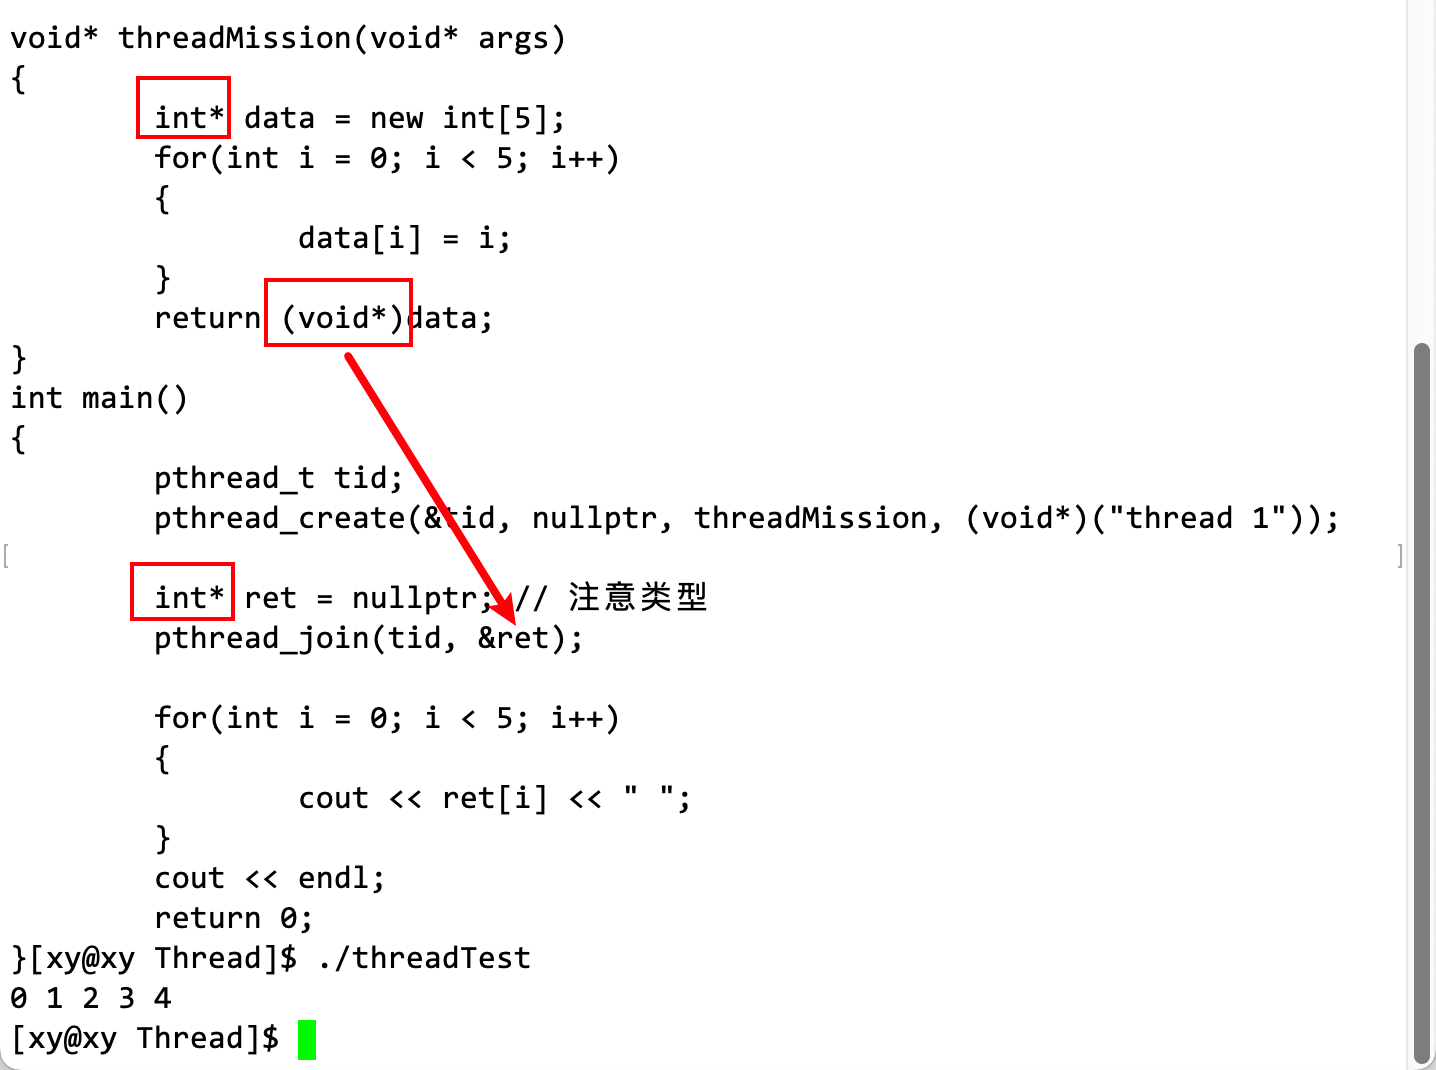 void* threadMission(void* args)
{
        int* data = new int[5];
        for(int i = 0; i < 5; i++)
        {
                data[i] = i;
        }
        return (void*)data;
}
int main()
{
        pthread_t tid;
        pthread_create(&tid, nullptr, threadMission, (void*)("thread 1"));

        int* ret = nullptr; // 注意类型
        pthread_join(tid, &ret);

        for(int i = 0; i < 5; i++)
        {
                cout << ret[i] << " ";
        }
        cout << endl;
        return 0;
}[xy@xy Thread]$ ./threadTest
0 1 2 3 4
[xy@xy Thread]$